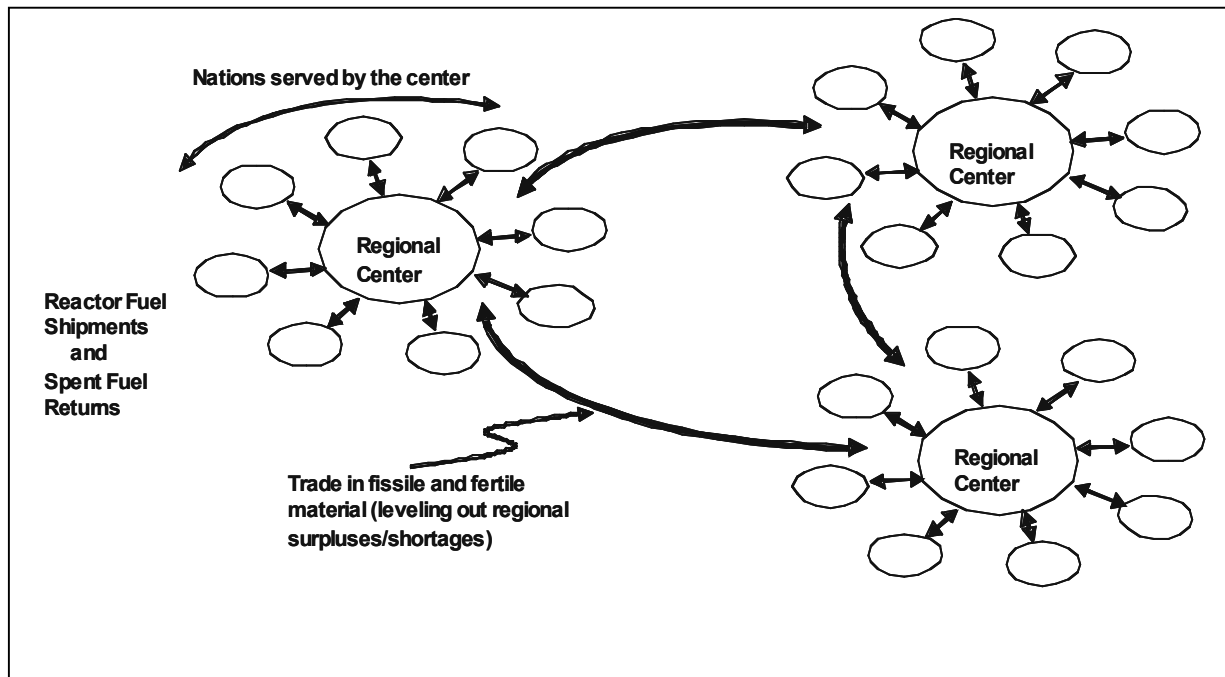 Nations served by the center
Regional
Center
Regional
Center
Reactor Fuel
Shipments
and
Spent Fuel
Returns
Regional
Center
Trade in fissile and fertile
material (leveling out regional
surpluses/shortages)